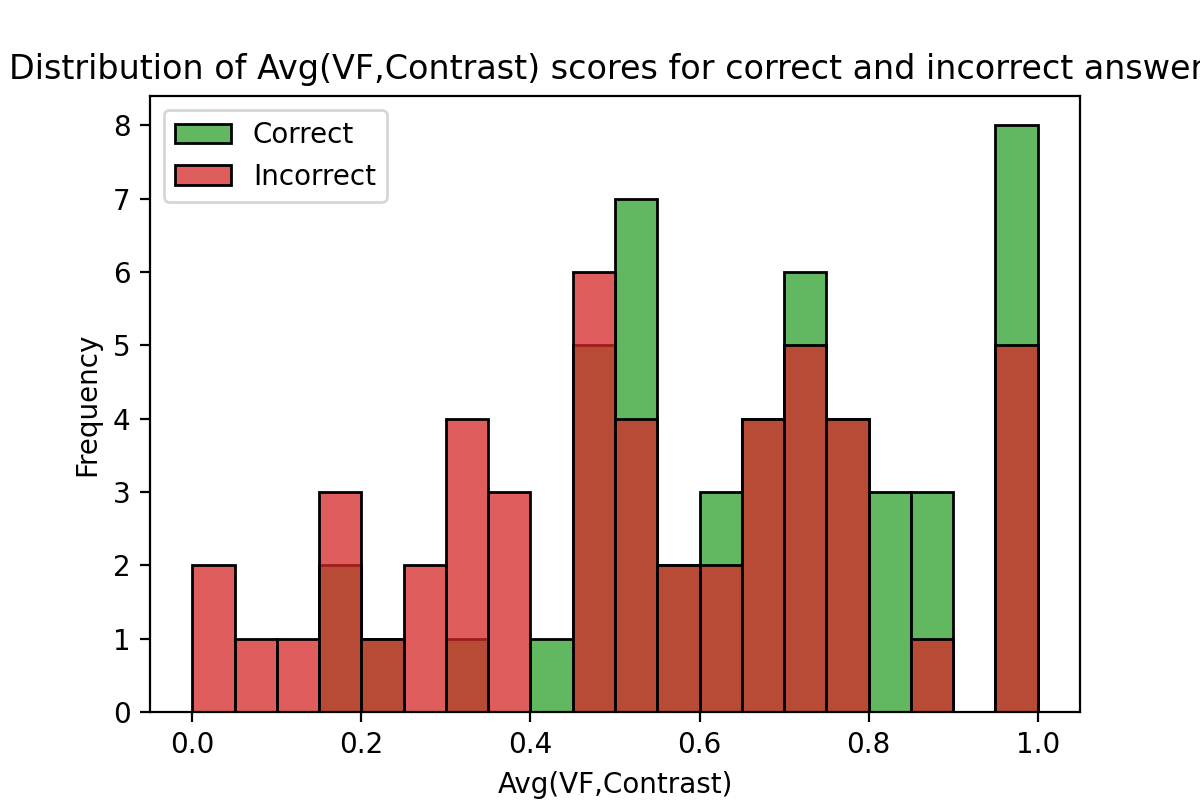 Distribution of Avg(VF,Contrast) scores for correct and incorrect answer
Correct
Incorrect
Frequency
8
7
6
5
4
3
2
1
0
0.0 0.2 0.4 0.6 0.8 1.0
Avg(VF,Contrast)